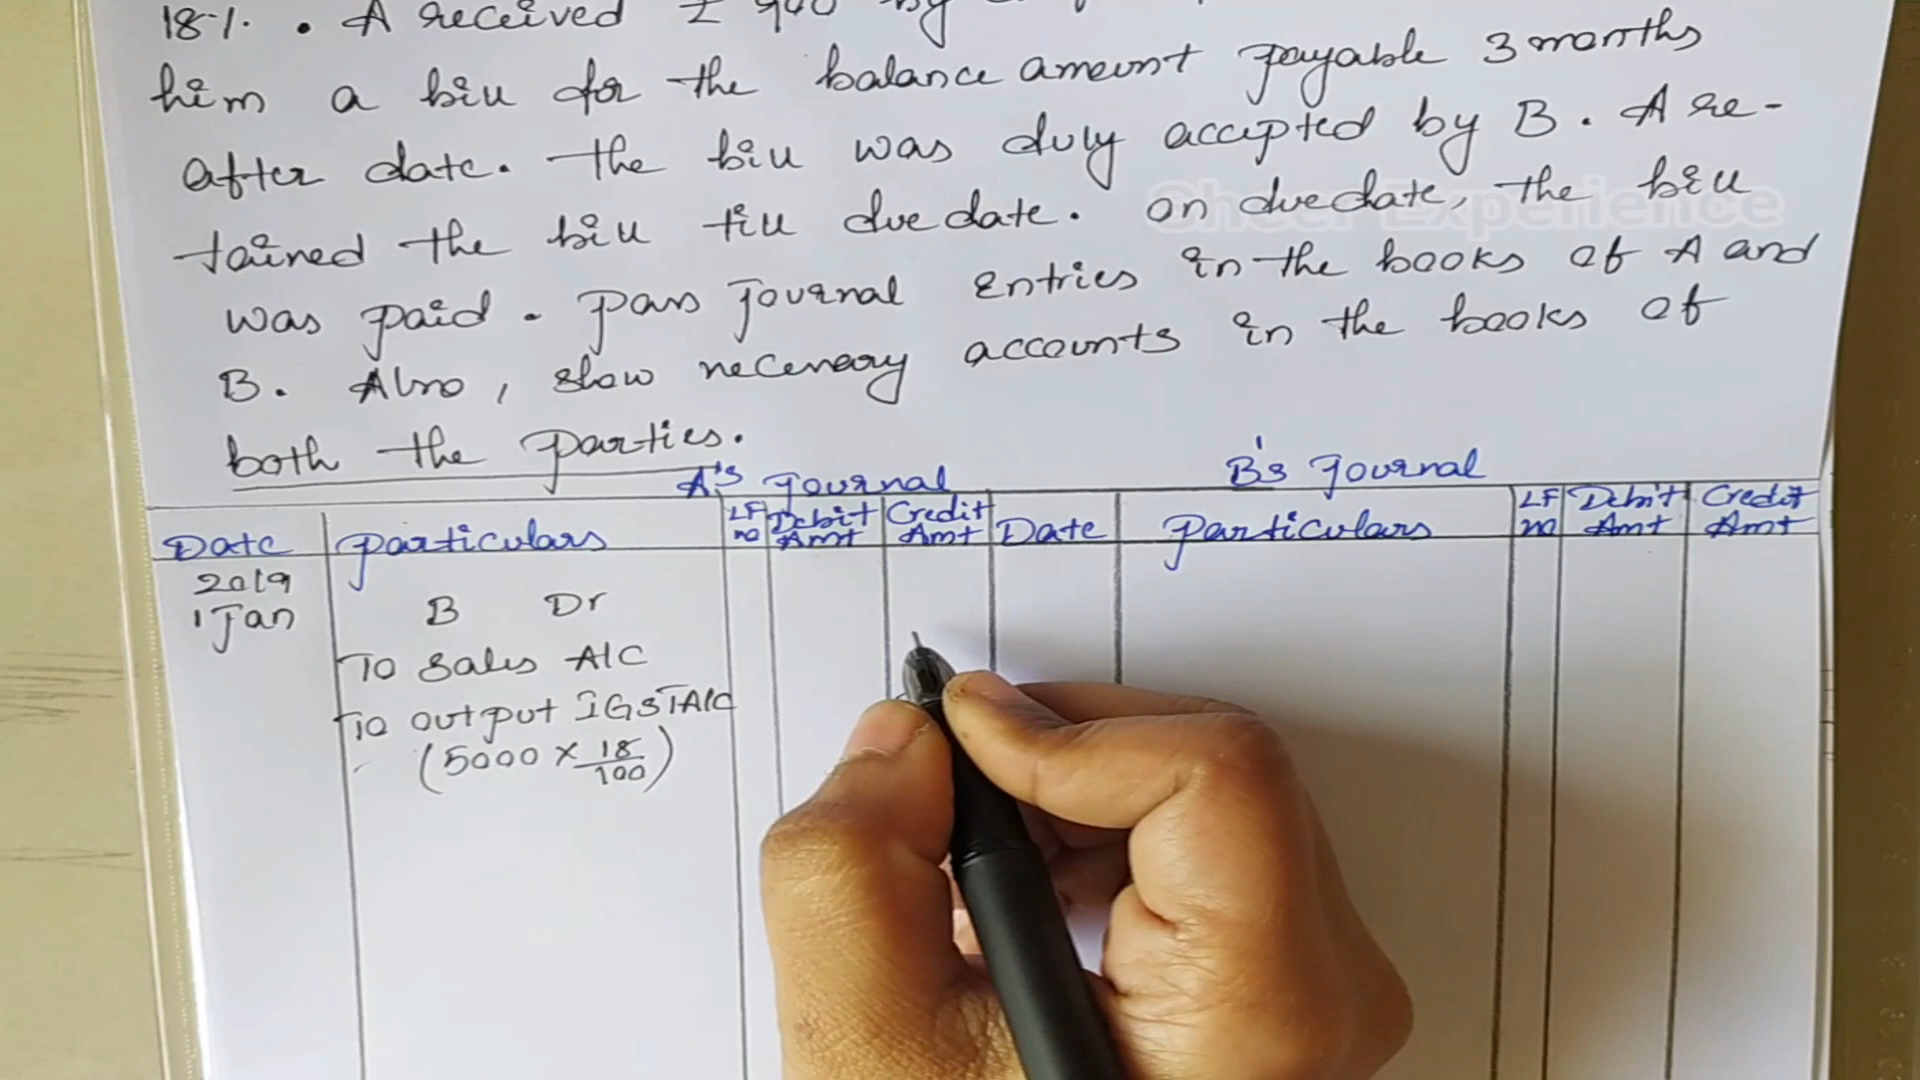 18%. . A received ₹ 900 by
him a bill for the balance amount payable 3 months
after date. The bill was duly accepted by B. A re-
tained the bill till due date. On due date, the bill
was paid. Pass Journal Entries in the books of A and
B. Also, show necessary accounts in the books of
both the parties.
A's Journal B's Journal
Date Particulars LF no Debit Amt Credit Amt Date Particulars LF no Debit Amt Credit Amt
2019
1 Jan B Dr
To Sales A/C
To output IGST A/C
(5000 × 18/100)
Cheer Experience